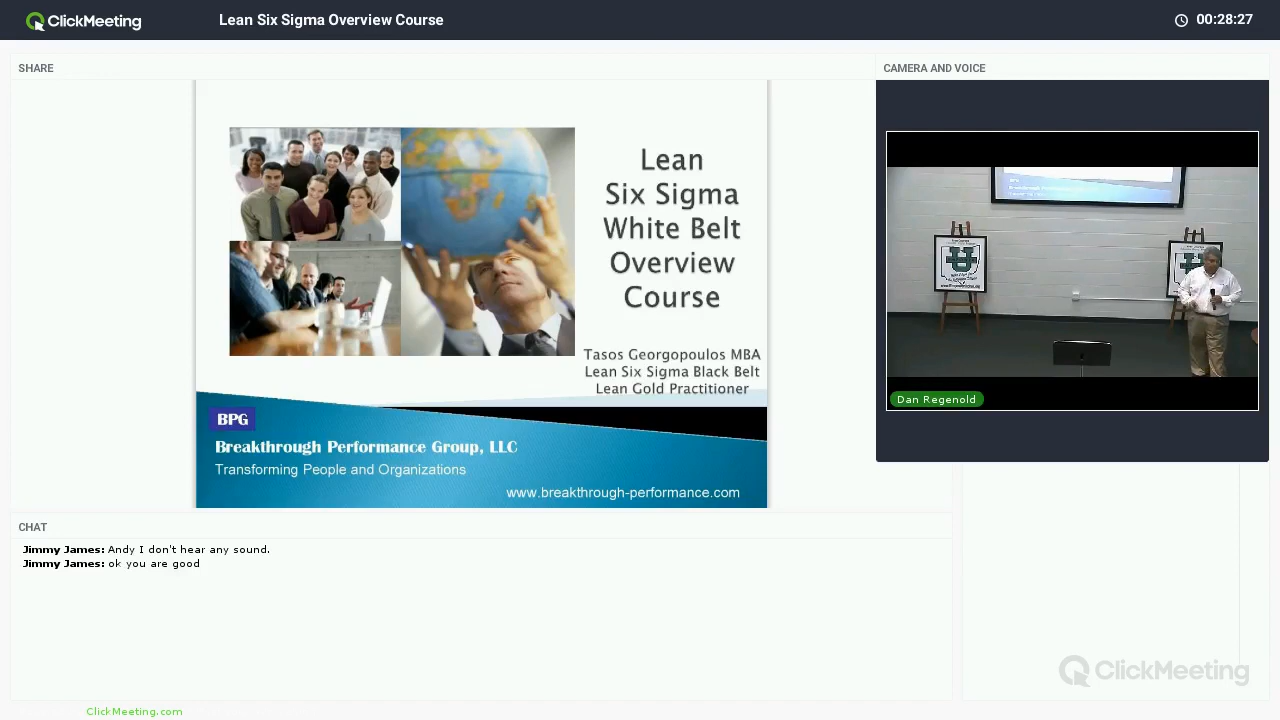 ClickMeeting
Lean Six Sigma Overview Course
00:28:27
SHARE
CAMERA AND VOICE
Lean
Six Sigma
White Belt
Overview
Course
Tasos Georgopoulos MBA
Lean Six Sigma Black Belt
Lean Gold Practitioner
BPG
Breakthrough Performance Group, LLC
Transforming People and Organizations
www.breakthrough-performance.com
Dan Regenold
CHAT
Jimmy James: Andy I don't hear any sound.
Jimmy James: ok you are good
ClickMeeting
ClickMeeting.com